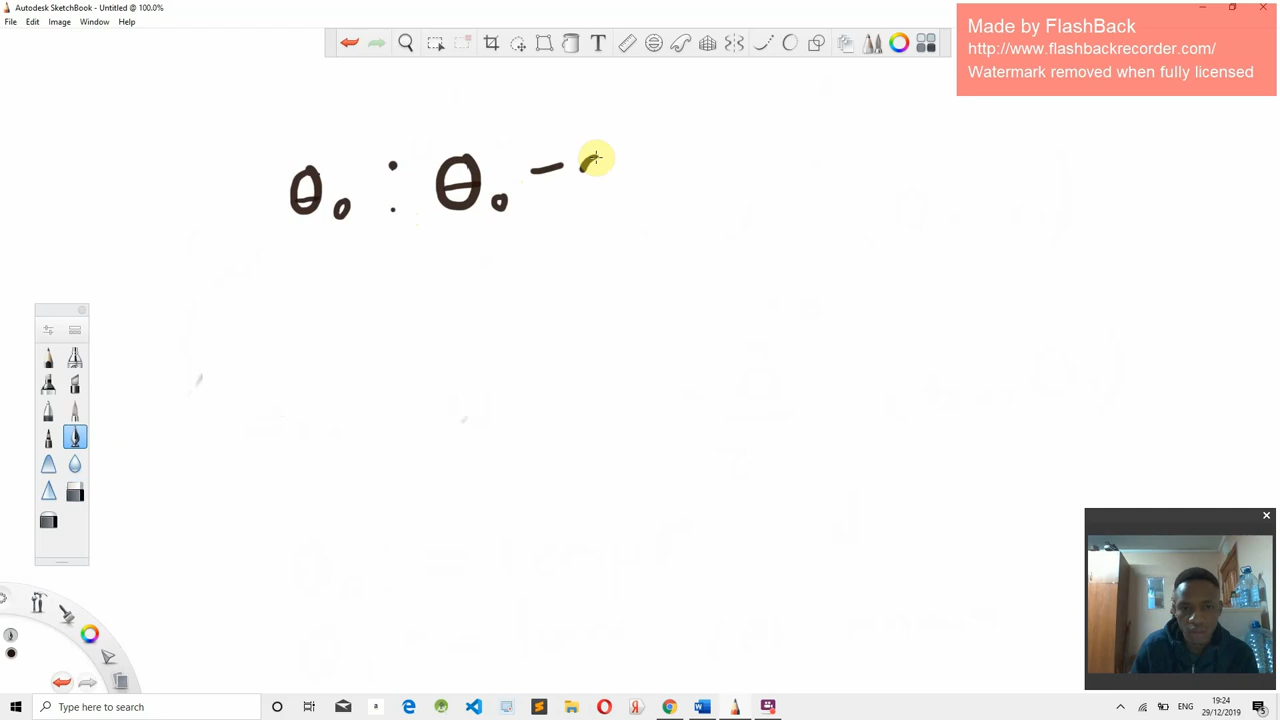 Autodesk SketchBook - Untitled @ 100.0%
File Edit Image Window Help
Made by FlashBack
http://www.flashbackrecorder.com/
Watermark removed when fully licensed
θ₀ : θ₀ -
Type here to search
ENG
19:24
29/12/2019